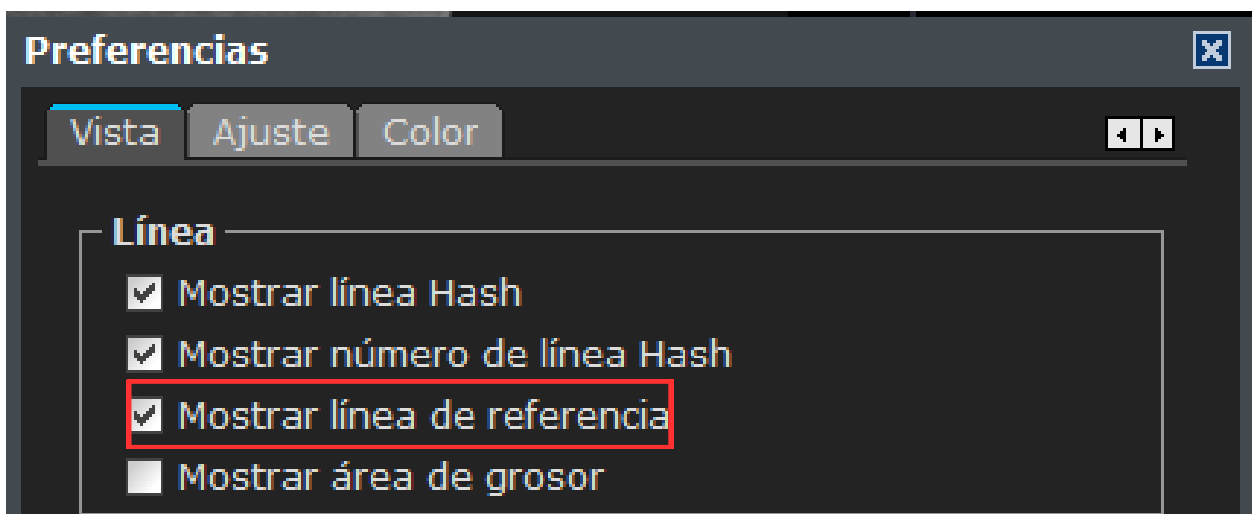 Preferencias
Vista Ajuste Color
Línea
Mostrar línea Hash
Mostrar número de línea Hash
Mostrar línea de referencia
Mostrar área de grosor